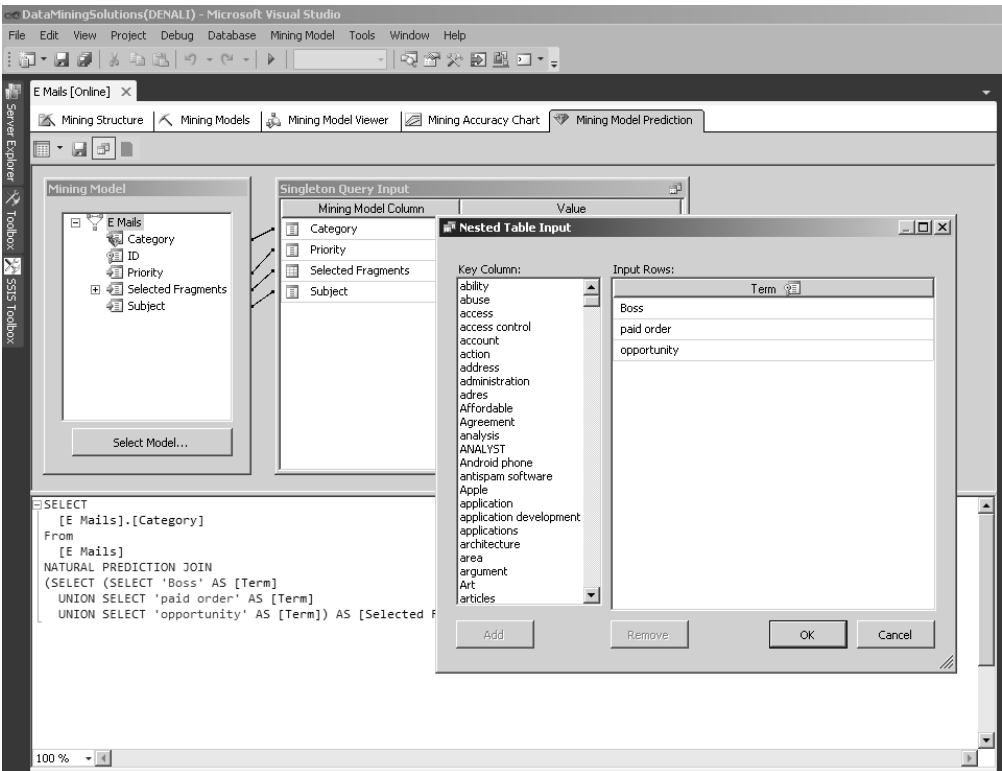 DataMiningSolutions(DENALI) - Microsoft Visual Studio
File Edit View Project Debug Database Mining Model Tools Window Help
E Mails [Online]
Server Explorer
Toolbox
SSIS Toolbox
Mining Structure Mining Models Mining Model Viewer Mining Accuracy Chart Mining Model Prediction
Mining Model
E Mails
Category
ID
Priority
Selected Fragments
Subject
Select Model...
Singleton Query Input
Mining Model Column Value
Category
Priority
Selected Fragments
Subject
Nested Table Input
Key Column:
ability
abuse
access
access control
account
action
address
administration
adres
Affordable
Agreement
analysis
ANALYST
Android phone
antispam software
Apple
application
application development
applications
architecture
area
argument
Art
articles
Input Rows:
Term
Boss
paid order
opportunity
Add Remove OK Cancel
SELECT
[E Mails].[Category]
From
[E Mails]
NATURAL PREDICTION JOIN
(SELECT (SELECT 'Boss' AS [Term]
UNION SELECT 'paid order' AS [Term]
UNION SELECT 'opportunity' AS [Term]) AS [Selected F
100 %